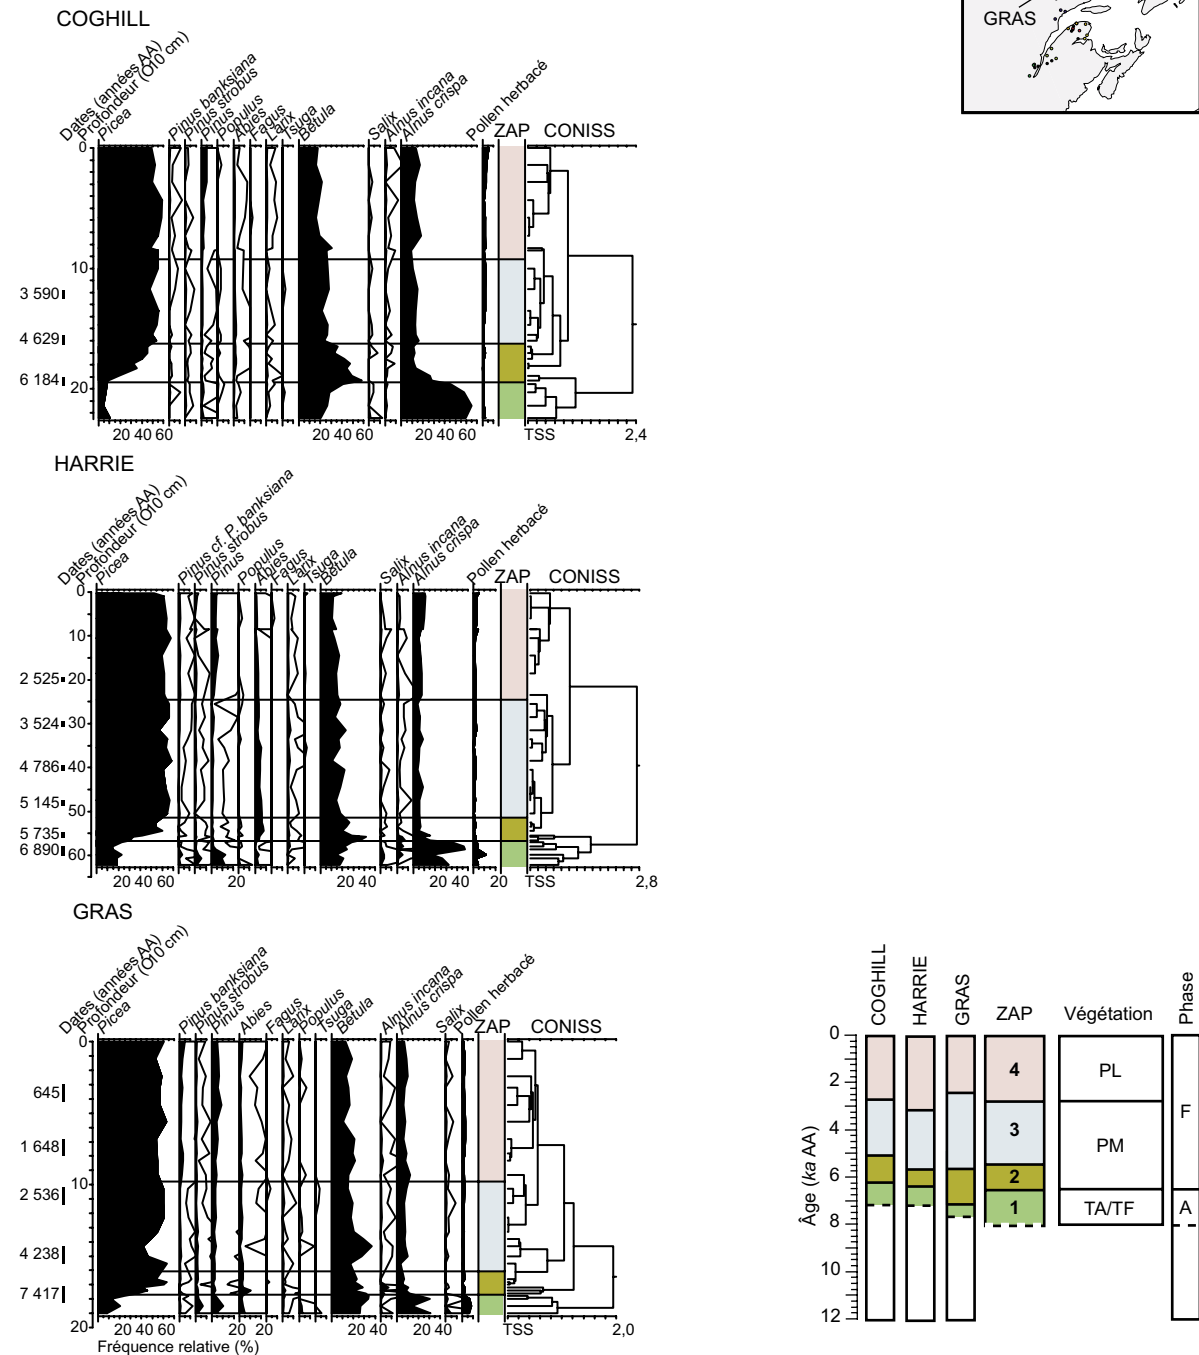 COGHILL
GRAS
Dates (années AA)
Profondeur (O10 cm)
Picea
Pinus banksiana
Pinus strobus
Pinus
Populus
Abies
Fagus
Larix
Tsuga
Betula
Salix
Alnus incana
Alnus crispa
Pollen herbacé
ZAP CONISS
0
10
3 590
4 629
6 184
20
20 40 60 20 40 60 20 40 60 TSS 2,4
HARRIE
Dates (années AA)
Profondeur (O10 cm)
Picea
Pinus cf. P. banksiana
Pinus strobus
Pinus
Populus
Abies
Fagus
Larix
Tsuga
Betula
Salix
Alnus incana
Alnus crispa
Pollen herbacé
ZAP CONISS
0
10
2 525 20
3 524 30
4 786 40
5 145
50
5 735
6 890 60
20 40 60 20 20 40 20 40 20 TSS 2,8
GRAS
Dates (années AA)
Profondeur (O10 cm)
Picea
Pinus banksiana
Pinus strobus
Pinus
Abies
Fagus
Larix
Populus
Tsuga
Betula
Alnus incana
Alnus crispa
Salix
Pollen herbacé
ZAP CONISS
0
645
1 648
10
2 536
4 238
7 417
20
20 40 60 20 20 20 40 20 TSS 2,0
Fréquence relative (%)
COGHILL
HARRIE
GRAS
ZAP Végétation Phase
Âge (ka AA)
0
2
4
6
8
10
12
4 PL
3 PM F
2
1 TA/TF A